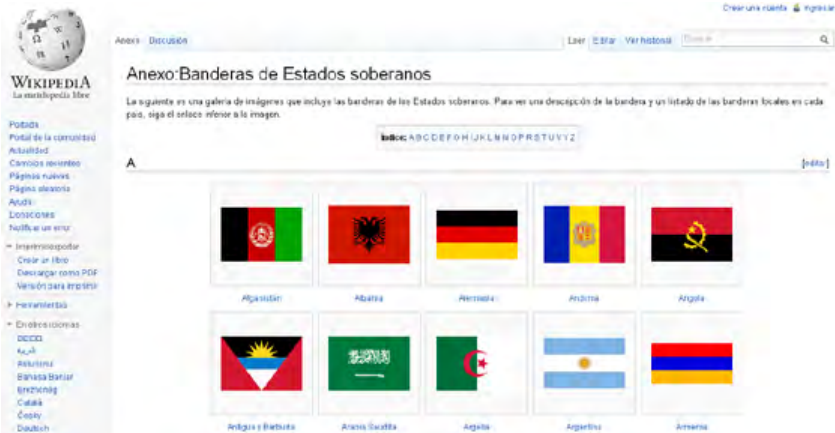 Crear una cuenta Ingresar
WIKIPEDIA
La enciclopedia libre
Anexo Discusión
Leer Editar Ver historial Buscar
Anexo:Banderas de Estados soberanos
La siguiente es una galería de imágenes que incluye las banderas de los Estados soberanos. Para ver una descripción de la bandera y un listado de las banderas locales en cada
país, siga el enlace inferior a la imagen.
Índice: A B C D E F G H I J K L M N O P R S T U V Y Z
A [editar]
Afganistán Albania Alemania Andorra Angola
Antigua y Barbuda Arabia Saudita Argelia Argentina Armenia
Portada
Portal de la comunidad
Actualidad
Cambios recientes
Páginas nuevas
Página aleatoria
Ayuda
Donaciones
Notificar un error
Imprimir/exportar
Crear un libro
Descargar como PDF
Versión para imprimir
Herramientas
En otros idiomas
العربية
Asturianu
Bahasa Banjar
Brezhoneg
Català
Česky
Deutsch